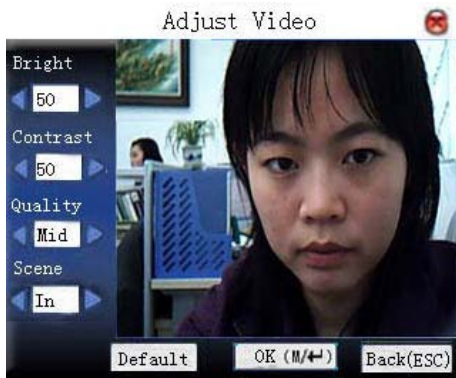 Adjust Video
Bright
50
Contrast
50
Quality
Mid
Scene
In
Default
OK (M/↵)
Back(ESC)